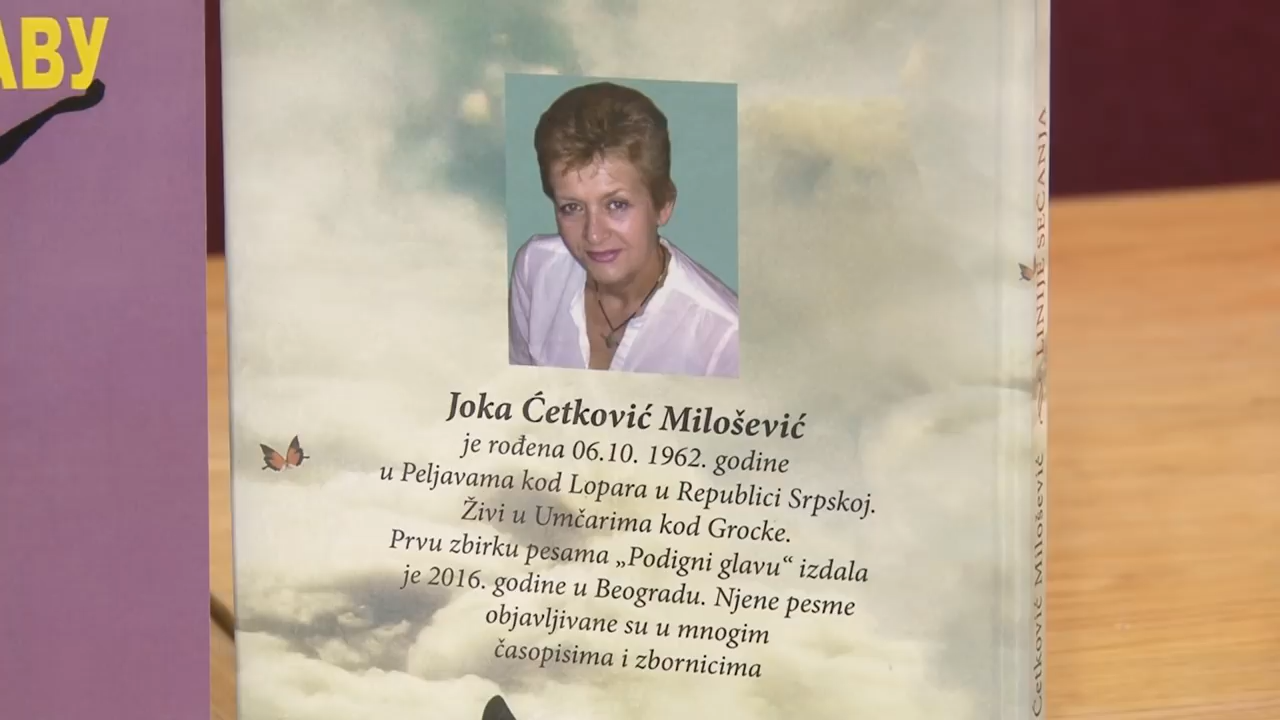 АВУ
Joka Ćetković Milošević
je rođena 06.10. 1962. godine
u Peljavama kod Lopara u Republici Srpskoj.
Živi u Umčarima kod Grocke.
Prvu zbirku pesama „Podigni glavu“ izdala
je 2016. godine u Beogradu. Njene pesme
objavljivane su u mnogim
časopisima i zbornicima
Ćetković Milošević LINIJE SEĆANJA